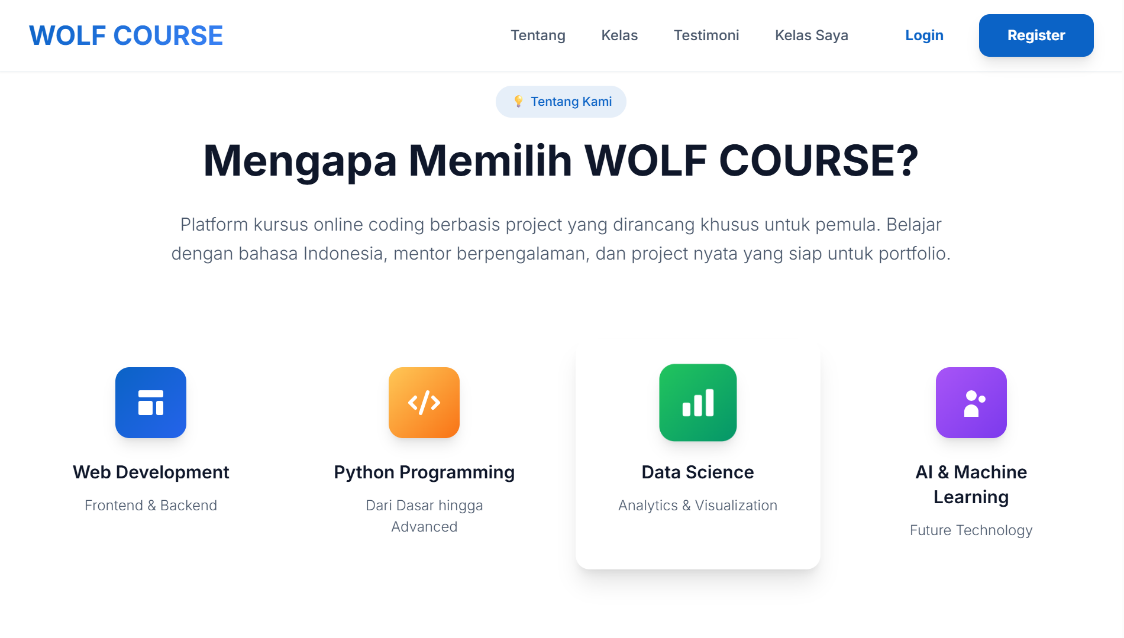 WOLF COURSE
Tentang
Kelas
Testimoni
Kelas Saya
Login
Register
💡 Tentang Kami
Mengapa Memilih WOLF COURSE?
Platform kursus online coding berbasis project yang dirancang khusus untuk pemula. Belajar
dengan bahasa Indonesia, mentor berpengalaman, dan project nyata yang siap untuk portfolio.
Web Development
Frontend & Backend
Python Programming
Dari Dasar hingga
Advanced
Data Science
Analytics & Visualization
AI & Machine
Learning
Future Technology